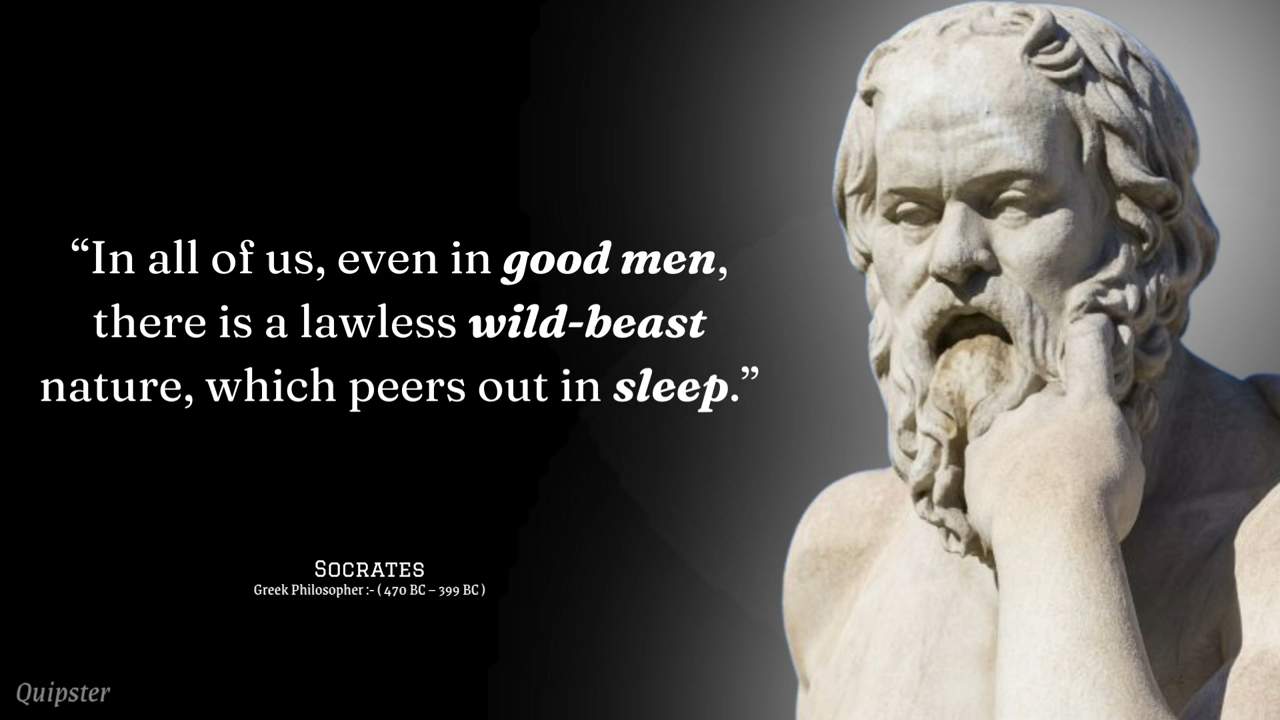 “In all of us, even in good men,
there is a lawless wild-beast
nature, which peers out in sleep.”
Socrates
Greek Philosopher :- ( 470 BC – 399 BC )
Quipster